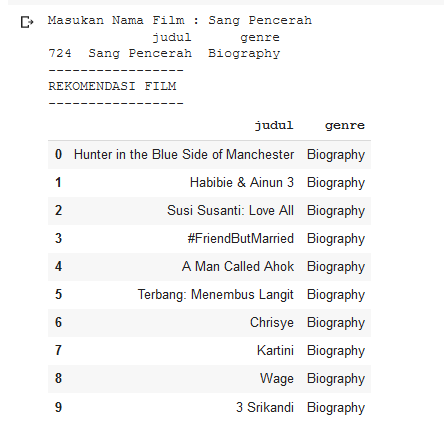 Masukan Nama Film : Sang Pencerah
judul genre
724 Sang Pencerah Biography
-----------------
REKOMENDASI FILM
-----------------
judul genre
0 Hunter in the Blue Side of Manchester Biography
1 Habibie & Ainun 3 Biography
2 Susi Susanti: Love All Biography
3 #FriendButMarried Biography
4 A Man Called Ahok Biography
5 Terbang: Menembus Langit Biography
6 Chrisye Biography
7 Kartini Biography
8 Wage Biography
9 3 Srikandi Biography